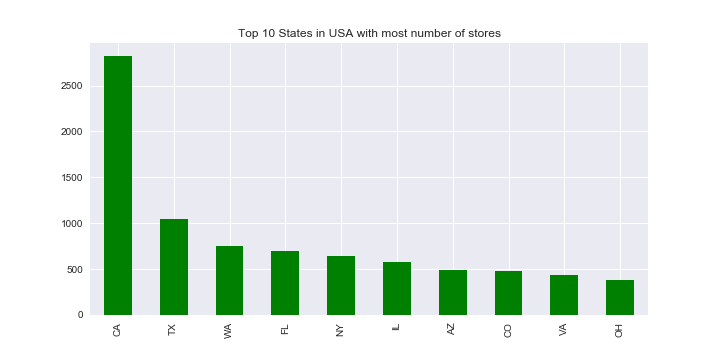 Top 10 States in USA with most number of stores
2500
2000
1500
1000
500
0
CA
TX
WA
FL
NY
IL
AZ
CO
VA
OH